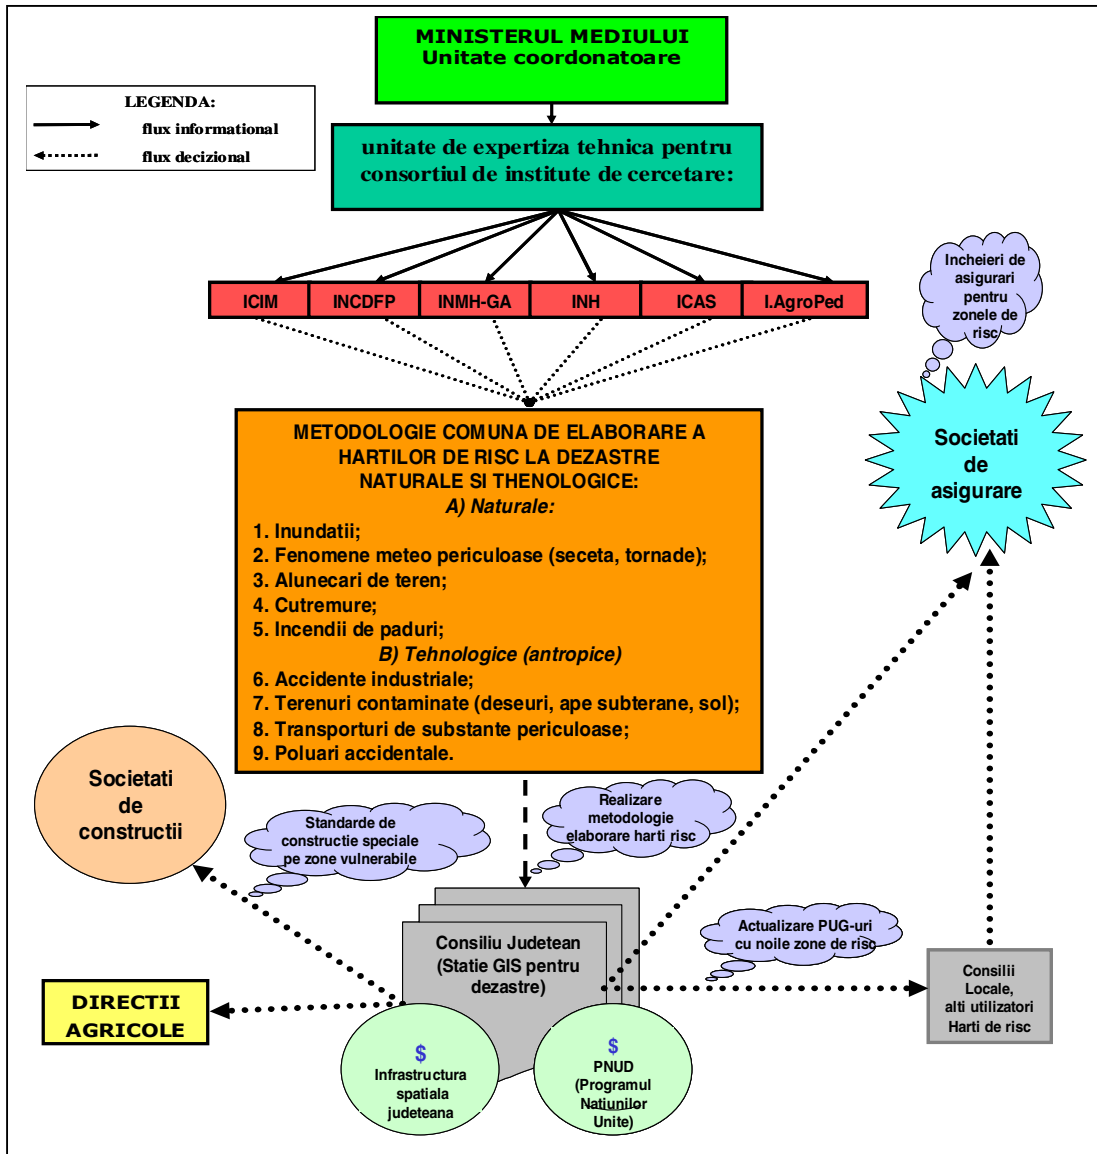 MINISTERUL MEDIULUI
Unitate coordonatoare
LEGENDA:
flux informational
flux decizional
unitate de expertiza tehnica pentru
consortiul de institute de cercetare:
ICIM
INCDFP
INMH-GA
INH
ICAS
I.AgroPed
Incheieri de
asigurari
pentru
zonele de
risc
Societati
de
asigurare
METODOLOGIE COMUNA DE ELABORARE A
HARTILOR DE RISC LA DEZASTRE
NATURALE SI THENOLOGICE:
A) Naturale:
1. Inundatii;
2. Fenomene meteo periculoase (seceta, tornade);
3. Alunecari de teren;
4. Cutremure;
5. Incendii de paduri;
B) Tehnologice (antropice)
6. Accidente industriale;
7. Terenuri contaminate (deseuri, ape subterane, sol);
8. Transporturi de substante periculoase;
9. Poluari accidentale.
Societati
de
constructii
Standarde de
constructie speciale
pe zone vulnerabile
Realizare
metodologie
elaborare harti risc
Consiliu Judetean
(Statie GIS pentru
dezastre)
Actualizare PUG-uri
cu noile zone de risc
Consilii
Locale,
alti utilizatori
Harti de risc
DIRECTII
AGRICOLE
$
Infrastructura
spatiala
judeteana
$
PNUD
(Programul
Natiunilor
Unite)